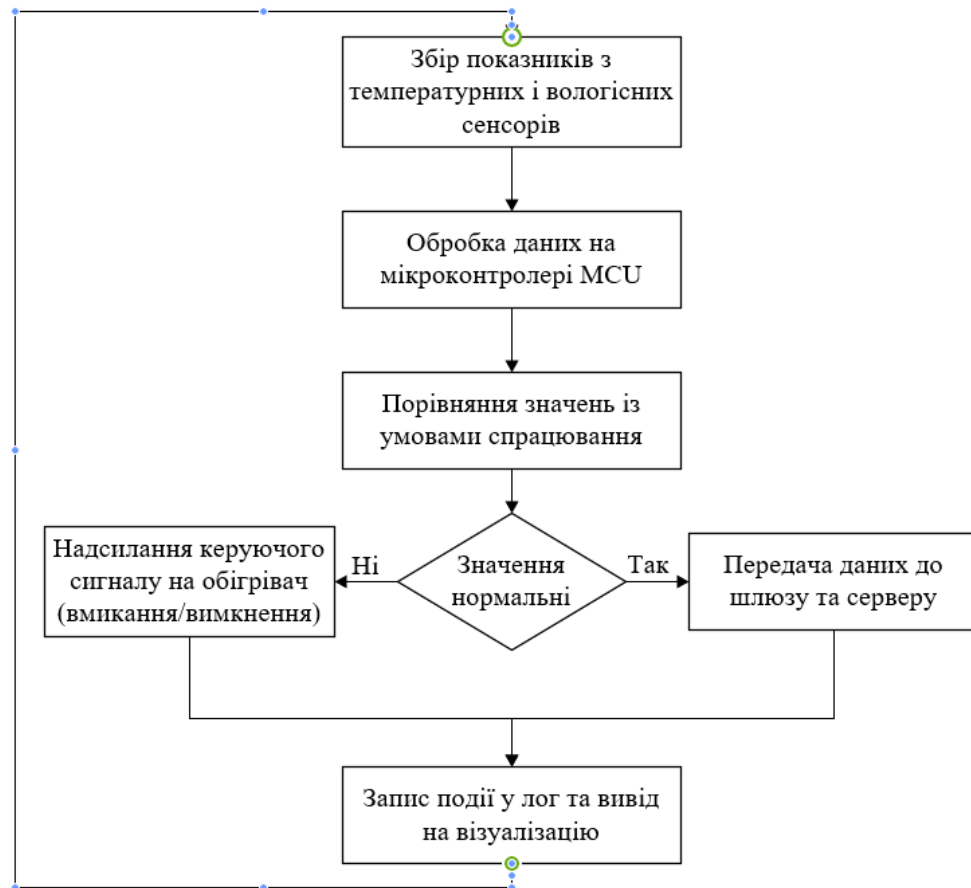 Збір показників з
температурних і вологісних
сенсорів
Обробка даних на
мікроконтролері MCU
Порівняння значень із
умовами спрацювання
Значення
нормальні
Ні
Так
Надсилання керуючого
сигналу на обігрівач
(вмикання/вимкнення)
Передача даних до
шлюзу та серверу
Запис події у лог та вивід
на візуалізацію